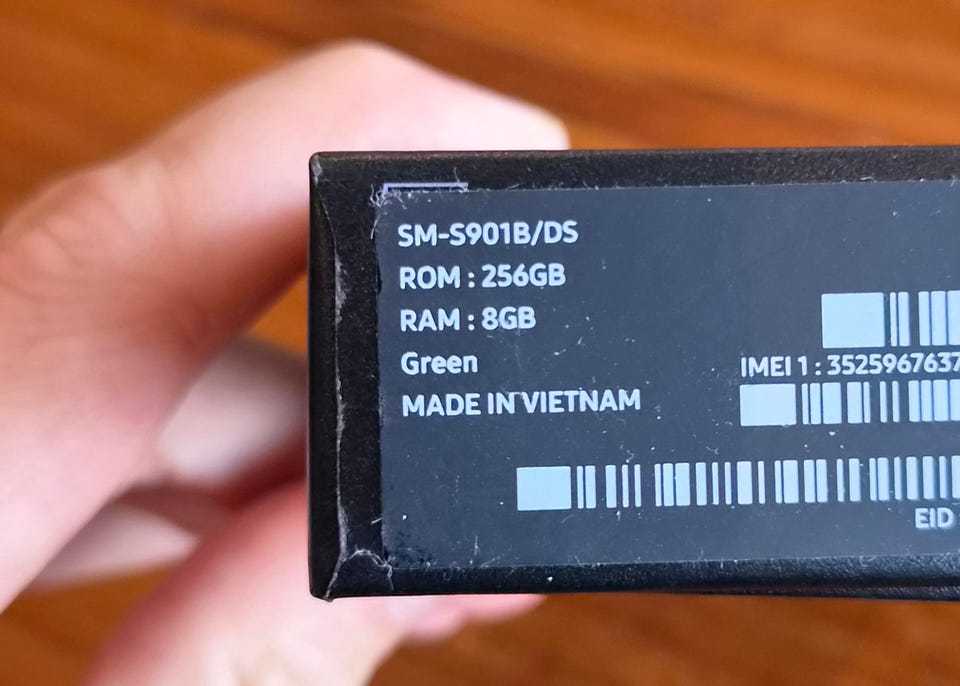 SM-S901B/DS
ROM : 256GB
RAM : 8GB
Green
IMEI 1 : 3525967637
MADE IN VIETNAM
EID